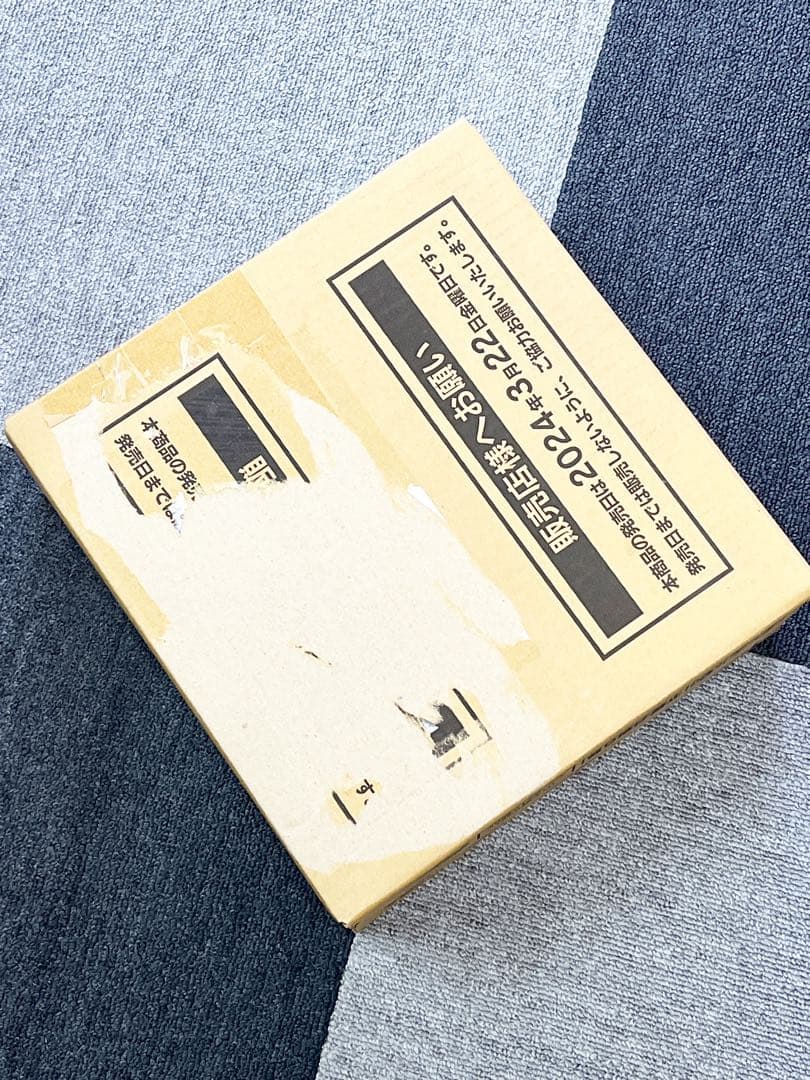 販売店様へお願い
本商品の発売日は2024年3月22日金曜日です。
発売日までは販売しないように、ご協力お願いいたします。
す、